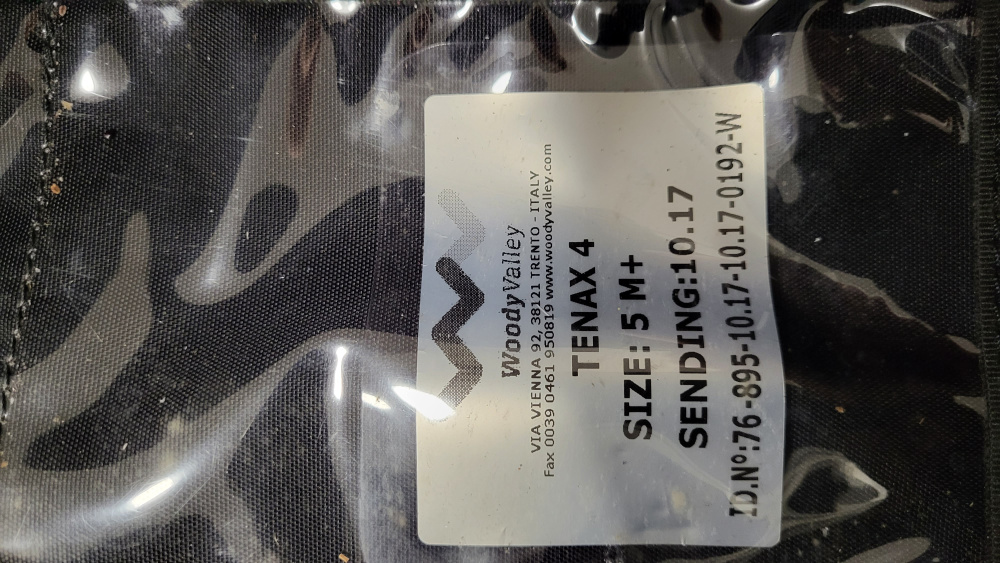 WoodyValley
VIA VIENNA 92, 38121 TRENTO - ITALY
Fax 0039 0461 950819 www.woodyvalley.com
TENAX 4
SIZE: 5 M+
SENDING:10.17
ID.Nº:76-895-10.17-10.17-0192-W